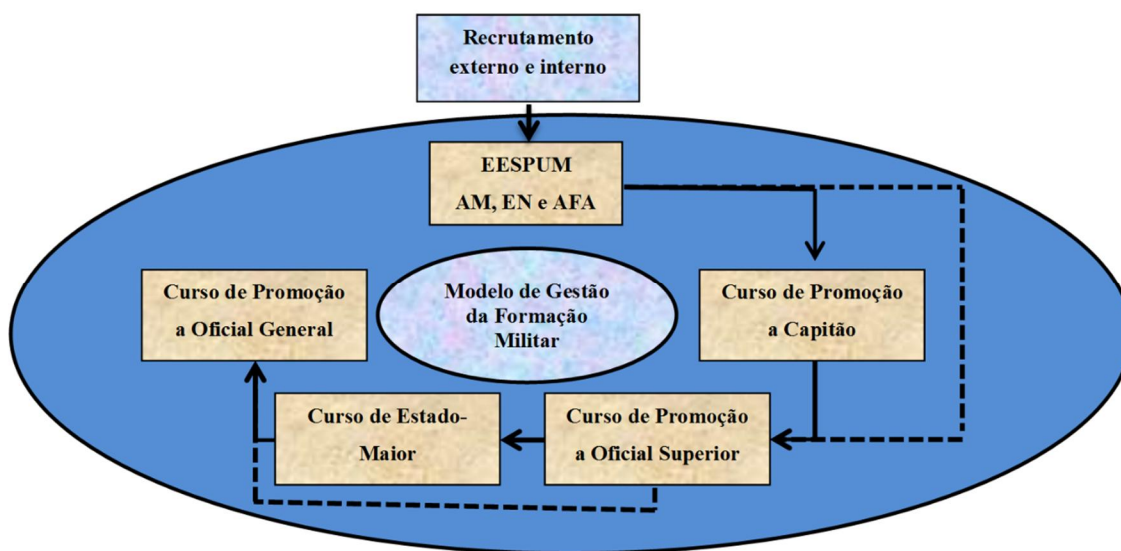 Recrutamento
externo e interno
EESPUM
AM, EN e AFA
Curso de Promoção
a Oficial General
Modelo de Gestão
da Formação
Militar
Curso de Promoção
a Capitão
Curso de Estado-
Maior
Curso de Promoção
a Oficial Superior